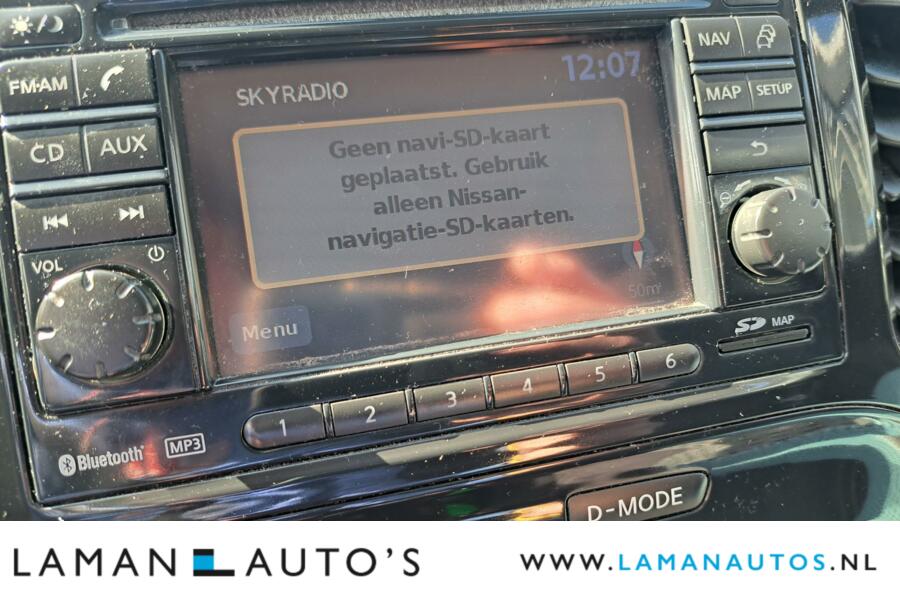 NAV
FM·AM
12:07
SKYRADIO
MAP
SETUP
CD
AUX
Geen navi-SD-kaart
geplaatst. Gebruik
alleen Nissan-
navigatie-SD-kaarten.
VOL
50m
Menu
SD MAP
1 2 3 4 5 6
Bluetooth
MP3
D-MODE
LAMAN AUTO'S
WWW.LAMANAUTOS.NL